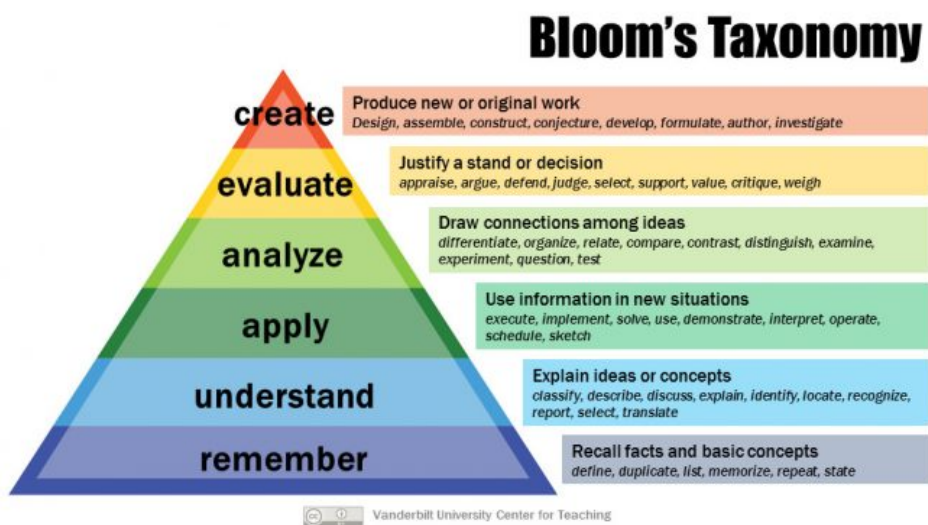 Bloom's Taxonomy
create
Produce new or original work
Design, assemble, construct, conjecture, develop, formulate, author, investigate
evaluate
Justify a stand or decision
appraise, argue, defend, judge, select, support, value, critique, weigh
analyze
Draw connections among ideas
differentiate, organize, relate, compare, contrast, distinguish, examine,
experiment, question, test
apply
Use information in new situations
execute, implement, solve, use, demonstrate, interpret, operate,
schedule, sketch
understand
Explain ideas or concepts
classify, describe, discuss, explain, identify, locate, recognize,
report, select, translate
remember
Recall facts and basic concepts
define, duplicate, list, memorize, repeat, state
cc
Vanderbilt University Center for Teaching